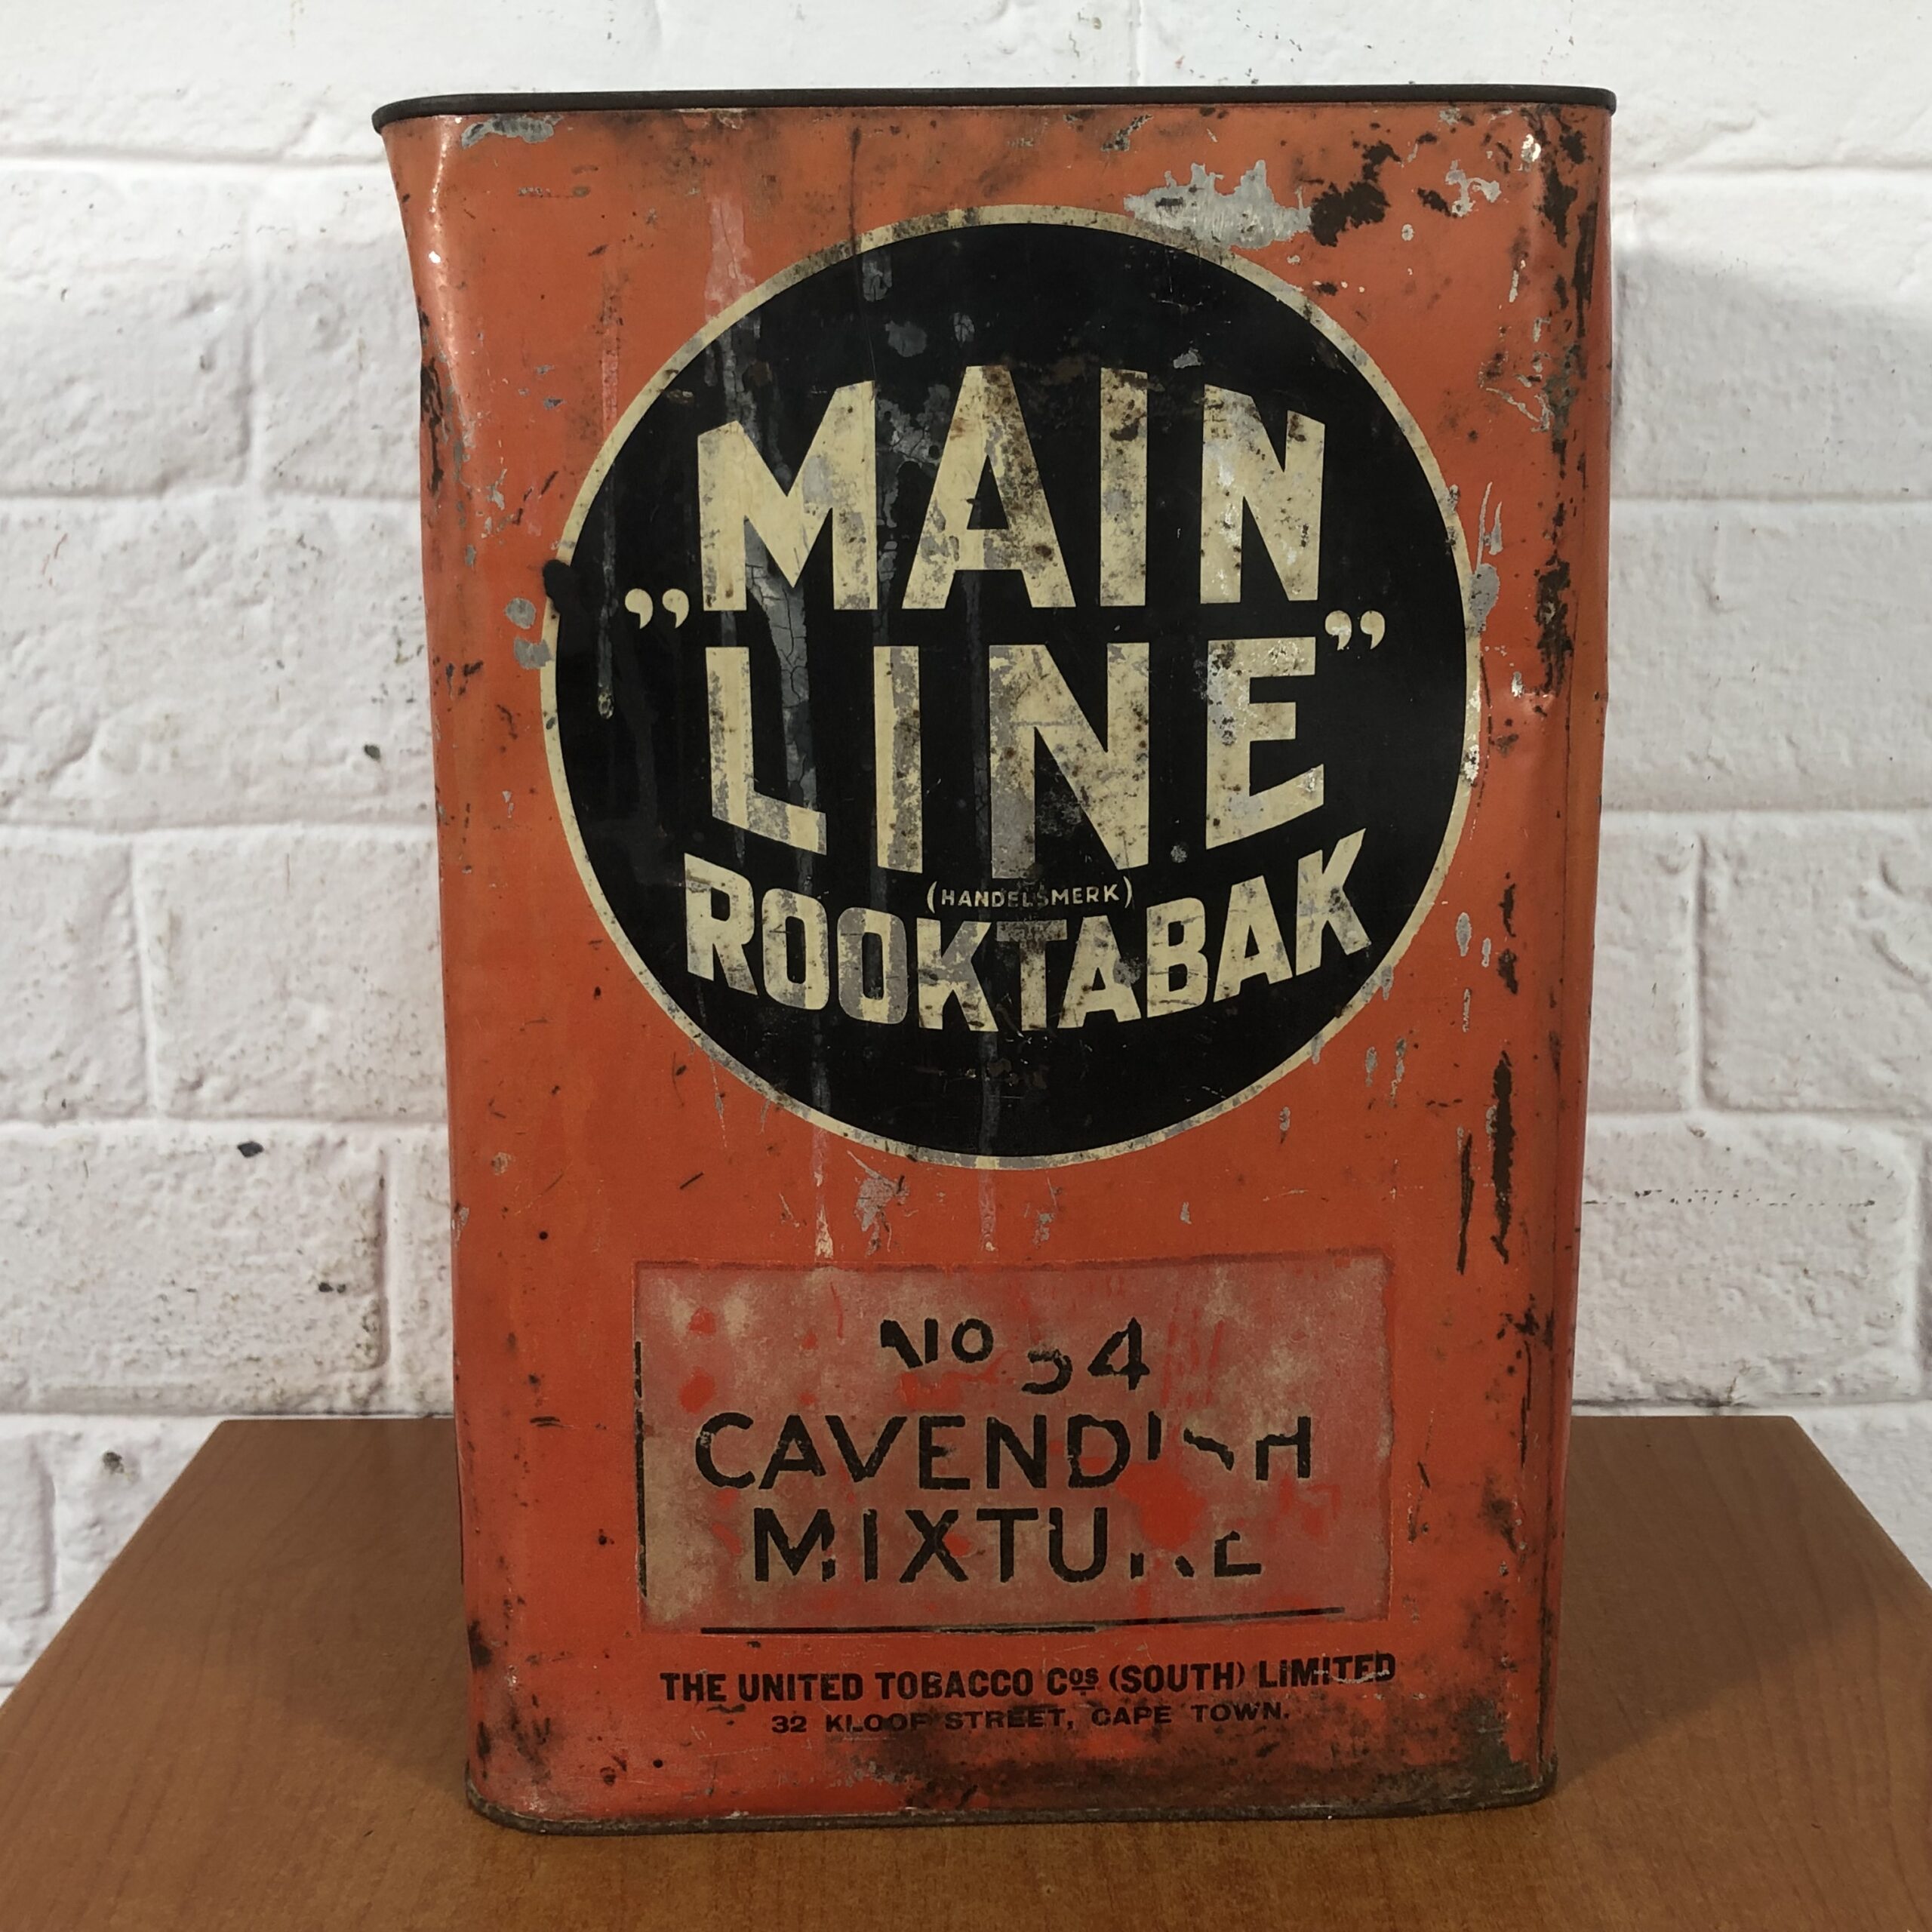 MAIN
„LINE”
(HANDELSMERK)
ROOKTABAK
No 54
CAVENDISH
MIXTURE
THE UNITED TOBACCO Cos (SOUTH) LIMITED
32 KLOOF STREET, CAPE TOWN.